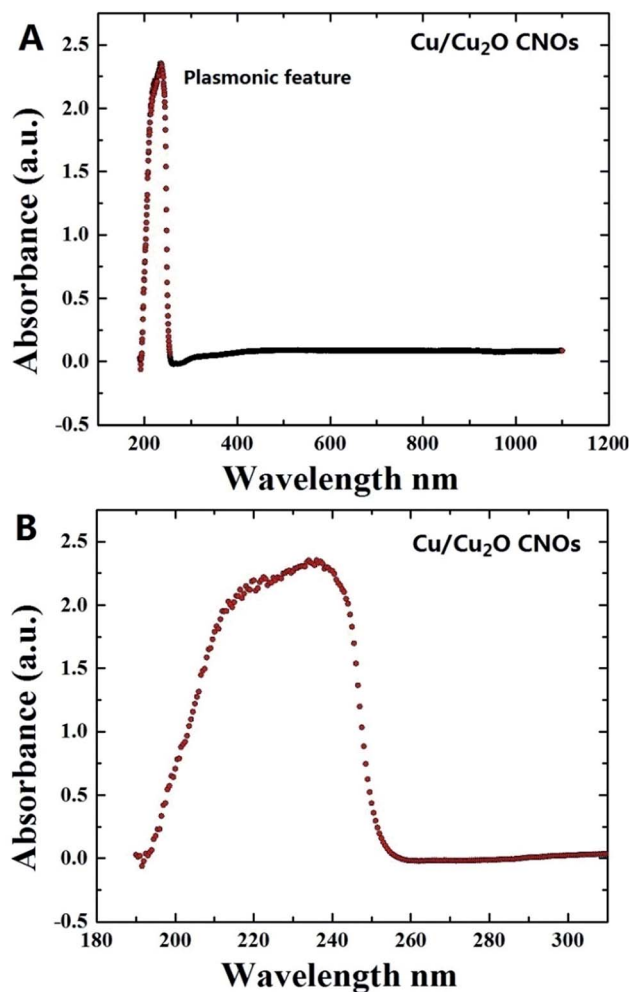 A
Cu/Cu₂O CNOs
Plasmonic feature
Absorbance (a.u.)
2.5
2.0
1.5
1.0
0.5
0.0
-0.5
200 400 600 800 1000 1200
Wavelength nm
B
Cu/Cu₂O CNOs
Absorbance (a.u.)
2.5
2.0
1.5
1.0
0.5
0.0
-0.5
180 200 220 240 260 280 300
Wavelength nm